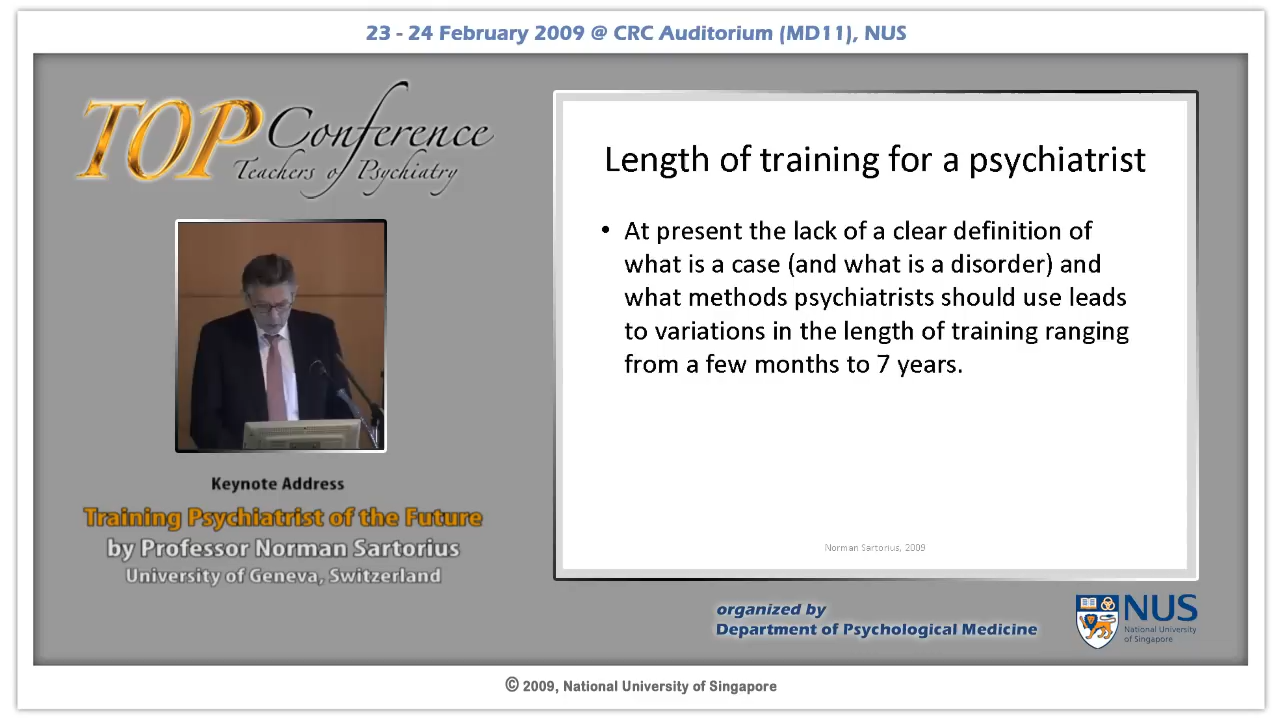 23 - 24 February 2009 @ CRC Auditorium (MD11), NUS
TOP Conference
Teachers of Psychiatry
Keynote Address
Training Psychiatrist of the Future
by Professor Norman Sartorius
University of Geneva, Switzerland
Length of training for a psychiatrist
• At present the lack of a clear definition of
what is a case (and what is a disorder) and
what methods psychiatrists should use leads
to variations in the length of training ranging
from a few months to 7 years.
Norman Sartorius, 2009
organized by
Department of Psychological Medicine
NUS
National University
of Singapore
© 2009, National University of Singapore